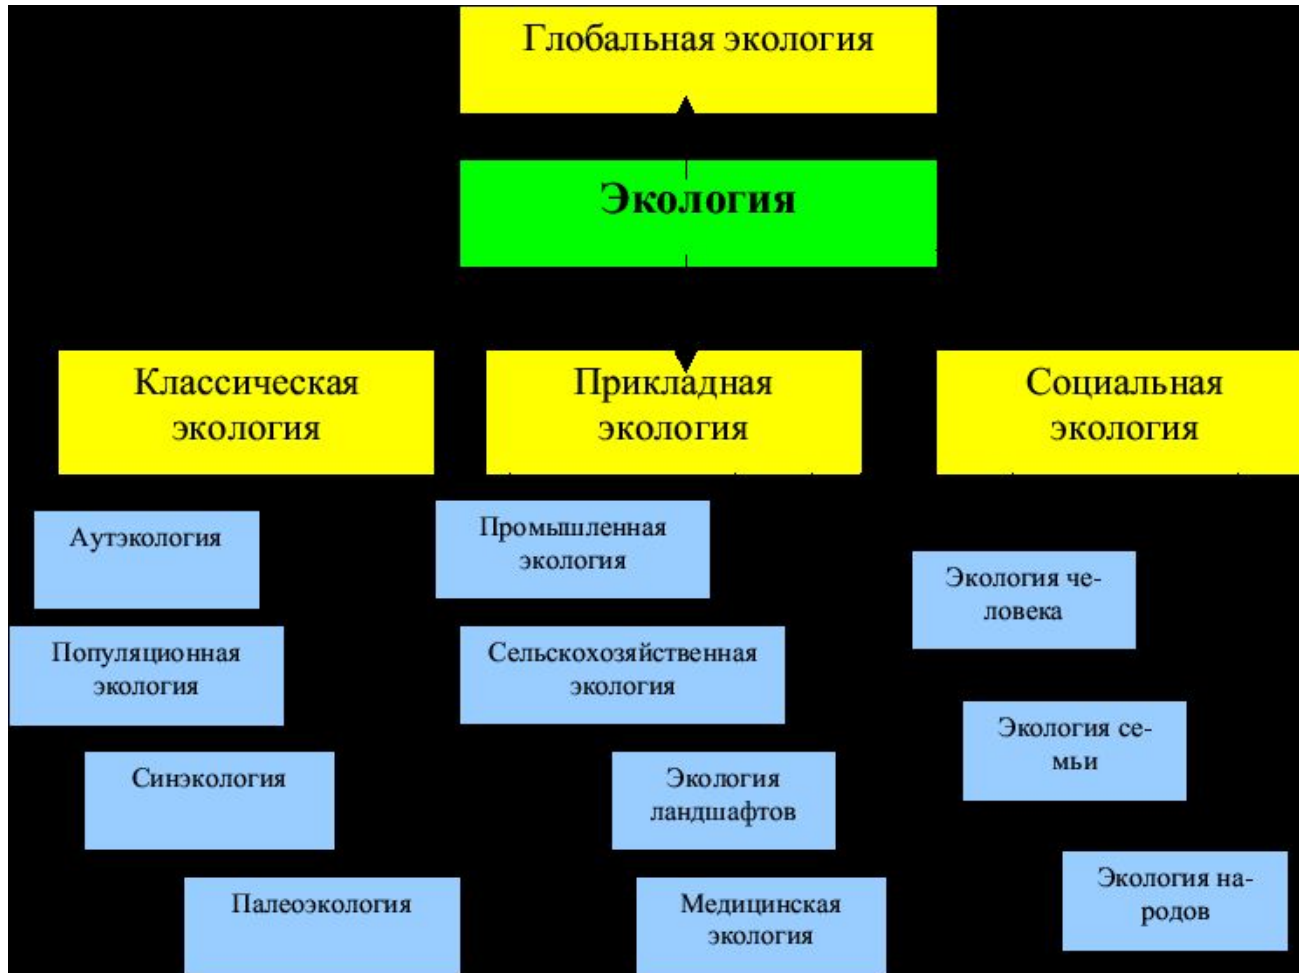 Глобальная экология
Экология
Классическая
экология
Прикладная
экология
Социальная
экология
Аутэкология
Популяционная
экология
Синэкология
Палеоэкология
Промышленная
экология
Сельскохозяйственная
экология
Экология
ландшафтов
Медицинская
экология
Экология че-
ловека
Экология се-
мьи
Экология на-
родов